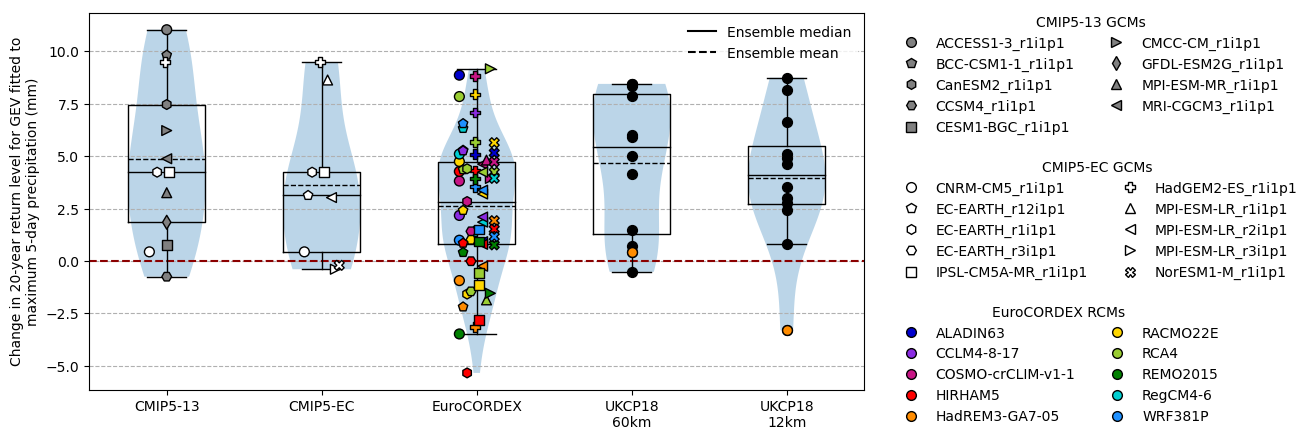 Change in 20-year return level for GEV fitted to
maximum 5-day precipitation (mm)
10.0
7.5
5.0
2.5
0.0
−2.5
−5.0
Ensemble median
Ensemble mean
CMIP5-13
CMIP5-EC
EuroCORDEX
UKCP18
60km
UKCP18
12km
CMIP5-13 GCMs
ACCESS1-3_r1i1p1
BCC-CSM1-1_r1i1p1
CanESM2_r1i1p1
CCSM4_r1i1p1
CESM1-BGC_r1i1p1
CMCC-CM_r1i1p1
GFDL-ESM2G_r1i1p1
MPI-ESM-MR_r1i1p1
MRI-CGCM3_r1i1p1
CMIP5-EC GCMs
CNRM-CM5_r1i1p1
EC-EARTH_r12i1p1
EC-EARTH_r1i1p1
EC-EARTH_r3i1p1
IPSL-CM5A-MR_r1i1p1
HadGEM2-ES_r1i1p1
MPI-ESM-LR_r1i1p1
MPI-ESM-LR_r2i1p1
MPI-ESM-LR_r3i1p1
NorESM1-M_r1i1p1
EuroCORDEX RCMs
ALADIN63
CCLM4-8-17
COSMO-crCLIM-v1-1
HIRHAM5
HadREM3-GA7-05
RACMO22E
RCA4
REMO2015
RegCM4-6
WRF381P